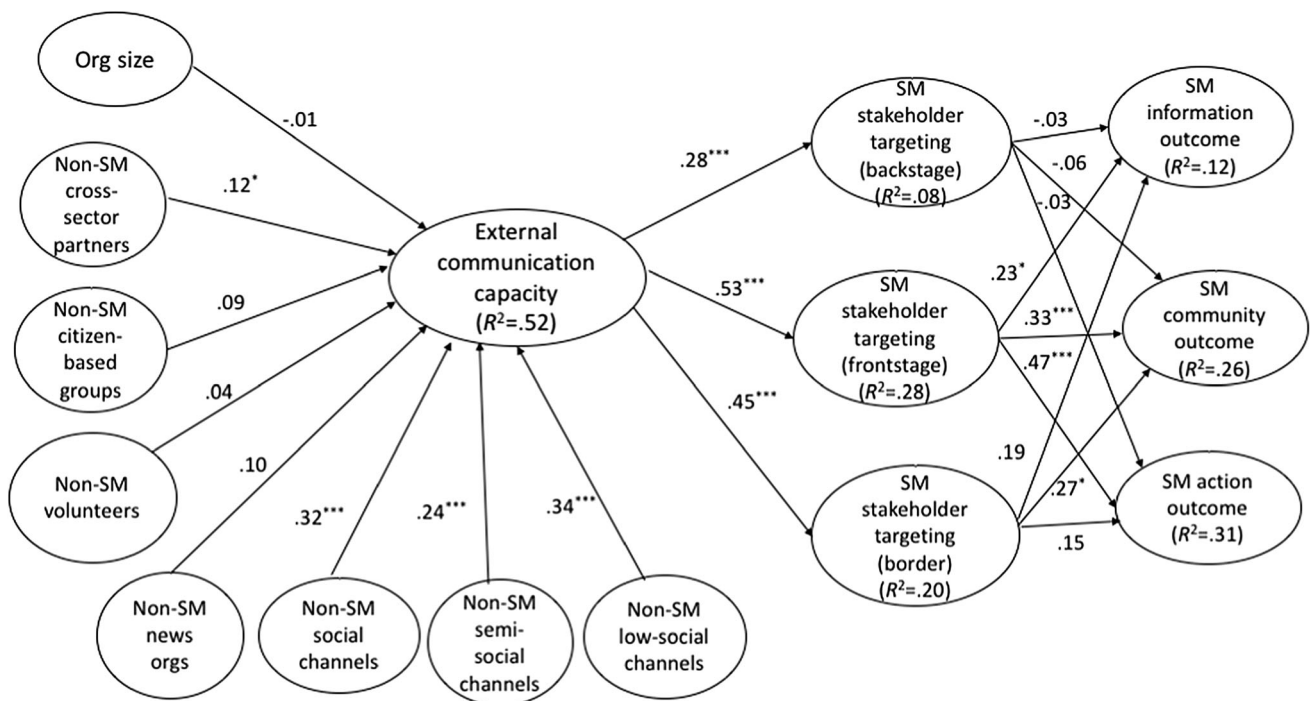 Org size
Non-SM
cross-
sector
partners
Non-SM
citizen-
based
groups
Non-SM
volunteers
Non-SM
news
orgs
Non-SM
social
channels
Non-SM
semi-
social
channels
Non-SM
low-social
channels
-.01
.12*
.09
.04
.10
.32***
.24***
.34***
External
communication
capacity
(R²=.52)
.28***
.53***
.45***
SM
stakeholder
targeting
(backstage)
(R²=.08)
SM
stakeholder
targeting
(frontstage)
(R²=.28)
SM
stakeholder
targeting
(border)
(R²=.20)
-.03
-.06
-.03
.23*
.33***
.47***
.19
.27*
.15
SM
information
outcome
(R²=.12)
SM
community
outcome
(R²=.26)
SM action
outcome
(R²=.31)